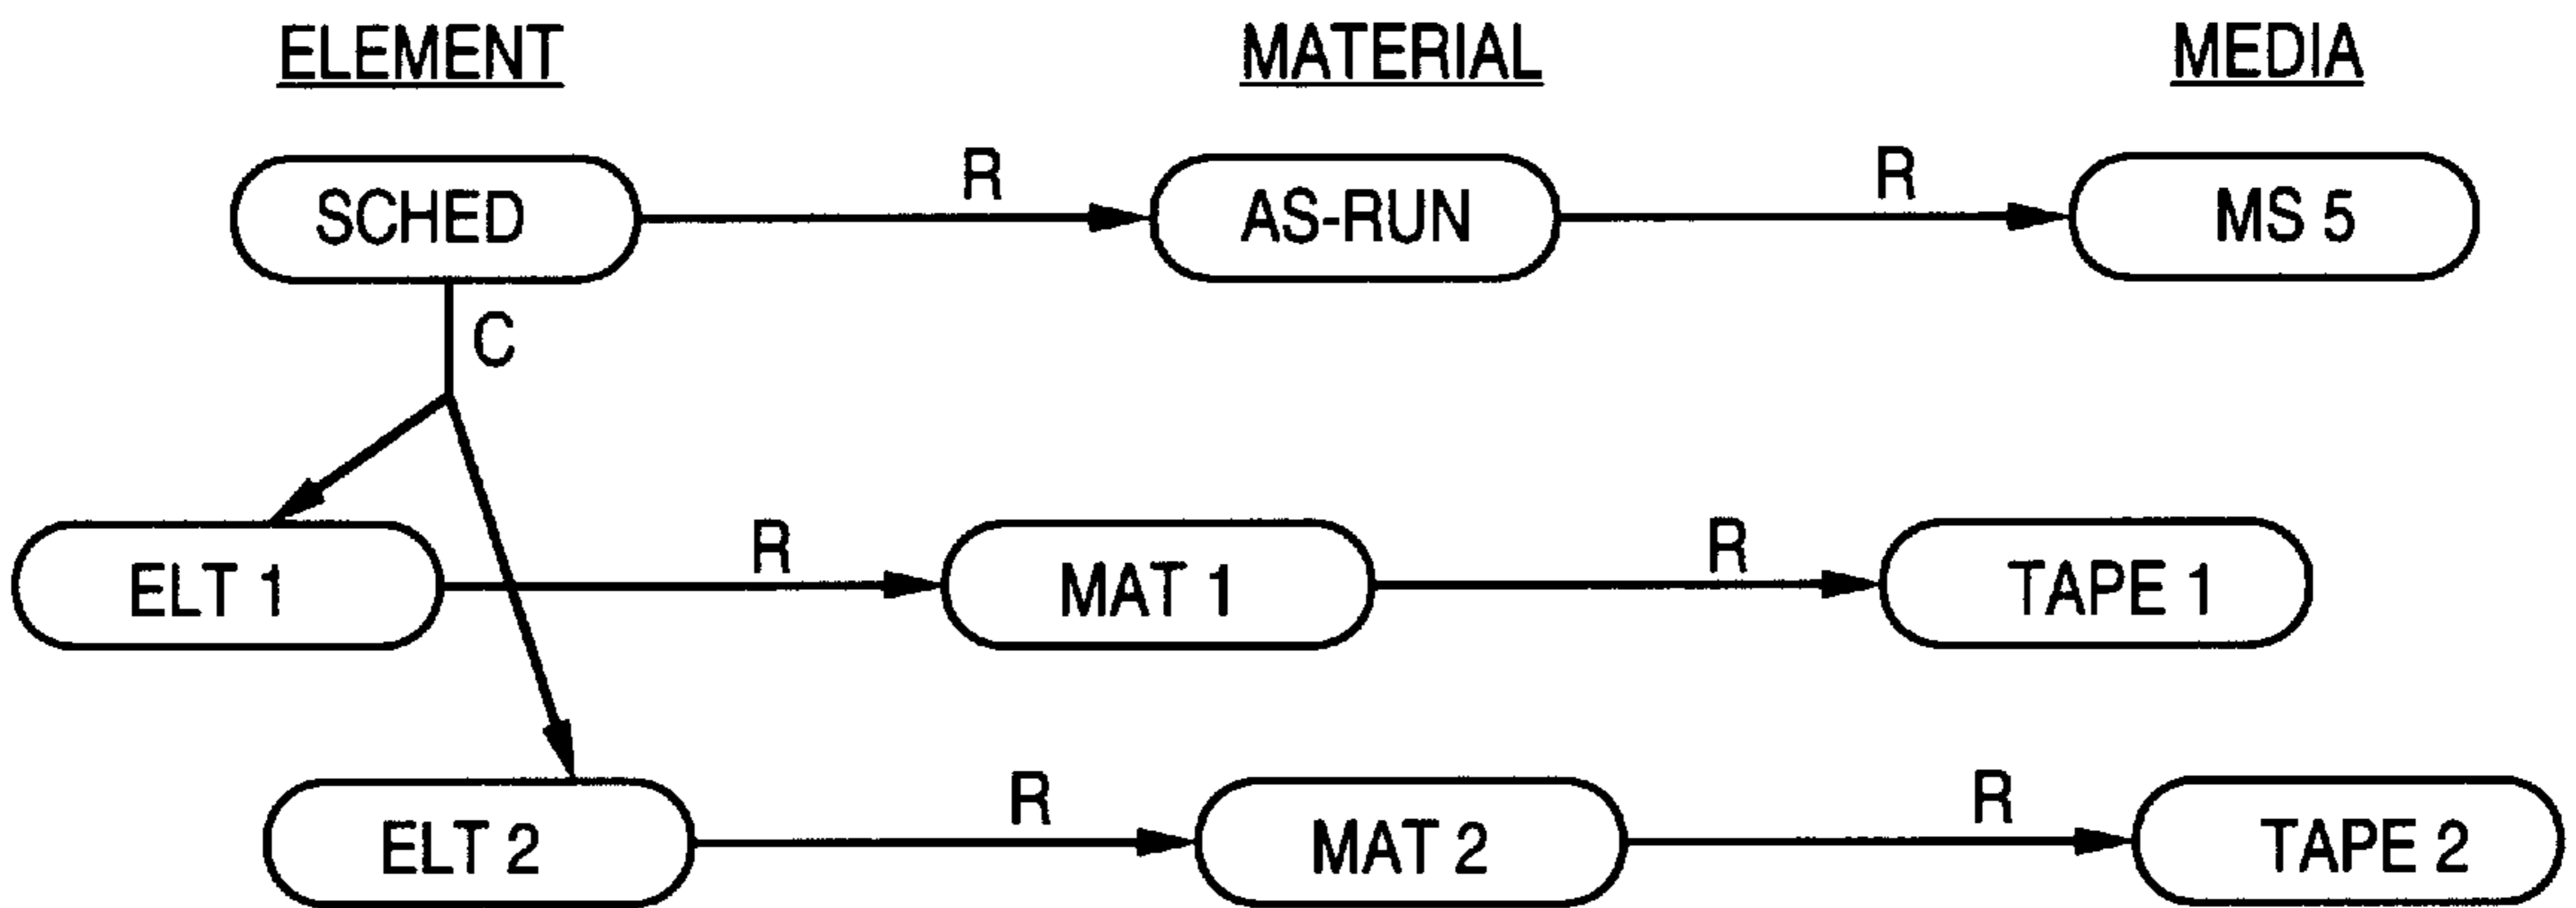 ELEMENT MATERIAL MEDIA
R R
SCHED AS-RUN MS 5
C
R R
ELT 1 MAT 1 TAPE 1
R R
ELT 2 MAT 2 TAPE 2